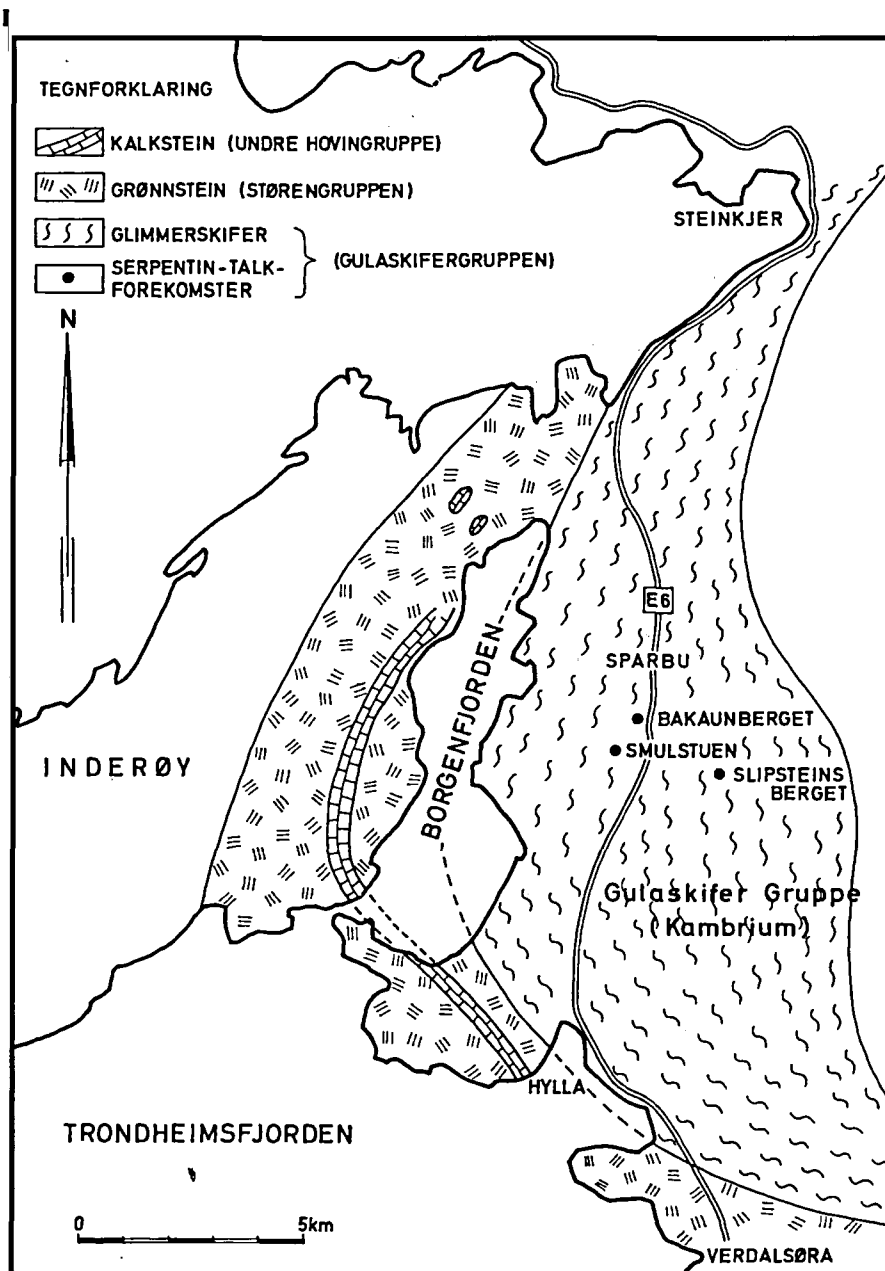 TEGNFORKLARING
KALKSTEIN (UNDRE HOVINGRUPPE)
GRØNNSTEIN (STØRENGRUPPEN)
GLIMMERSKIFER
(GULASKIFERGRUPPEN)
SERPENTIN-TALK-
FOREKOMSTER
N
STEINKJER
E6
SPARBU
BAKAUNBERGET
SMULSTUEN
SLIPSTEINS
BERGET
BORGENFJORDEN
INDERØY
Gulaskifer Gruppe
(Kambrium)
HYLLA
TRONDHEIMSFJORDEN
0 5km
VERDALSØRA